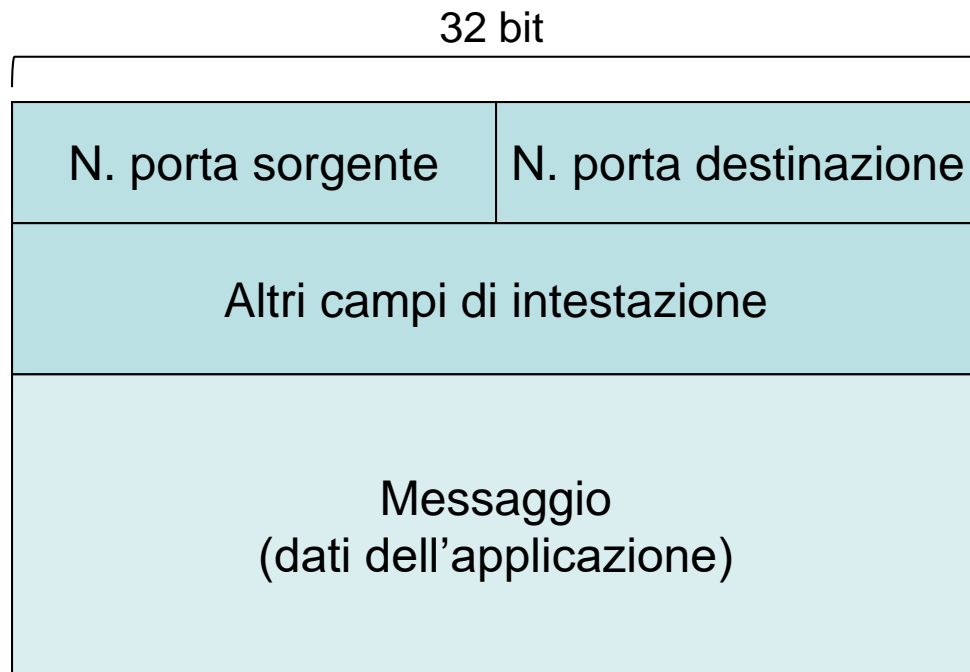 32 bit
N. porta sorgente
N. porta destinazione
Altri campi di intestazione
Messaggio
(dati dell’applicazione)